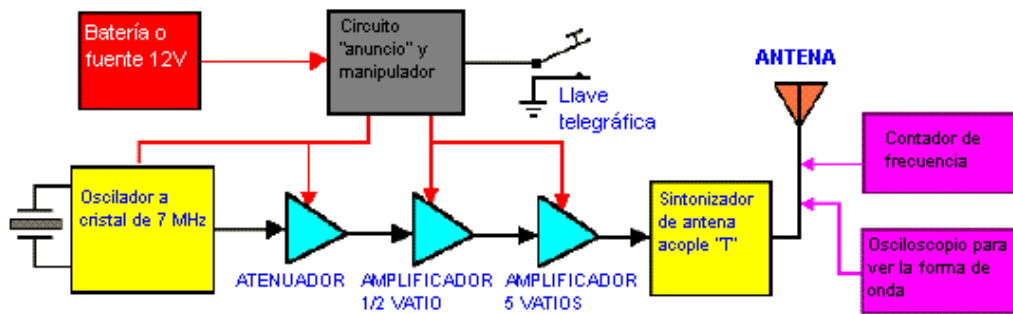 Batería o
fuente 12V
Circuito
"anuncio" y
manipulador
Llave
telegráfica
ANTENA
Contador de
frecuencia
Oscilador a
cristal de 7 MHz
ATENUADOR
AMPLIFICADOR
1/2 VATIO
AMPLIFICADOR
5 VATIOS
Sintonizador
de antena
acople "T"
Osciloscopio para
ver la forma de
onda